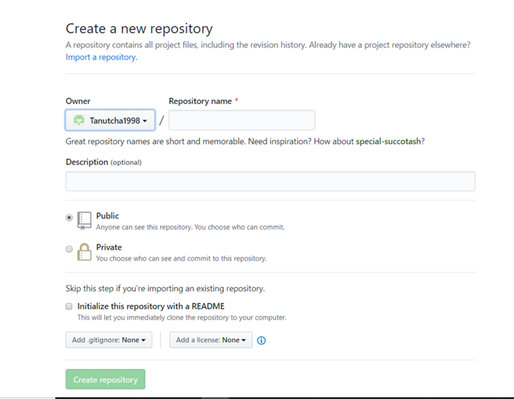 Create a new repository
A repository contains all project files, including the revision history. Already have a project repository elsewhere?
Import a repository.
Owner Repository name *
Tanutcha1998 /
Great repository names are short and memorable. Need inspiration? How about special-succotash?
Description (optional)
Public
Anyone can see this repository. You choose who can commit.
Private
You choose who can see and commit to this repository.
Skip this step if you're importing an existing repository.
Initialize this repository with a README
This will let you immediately clone the repository to your computer.
Add .gitignore: None Add a license: None
Create repository